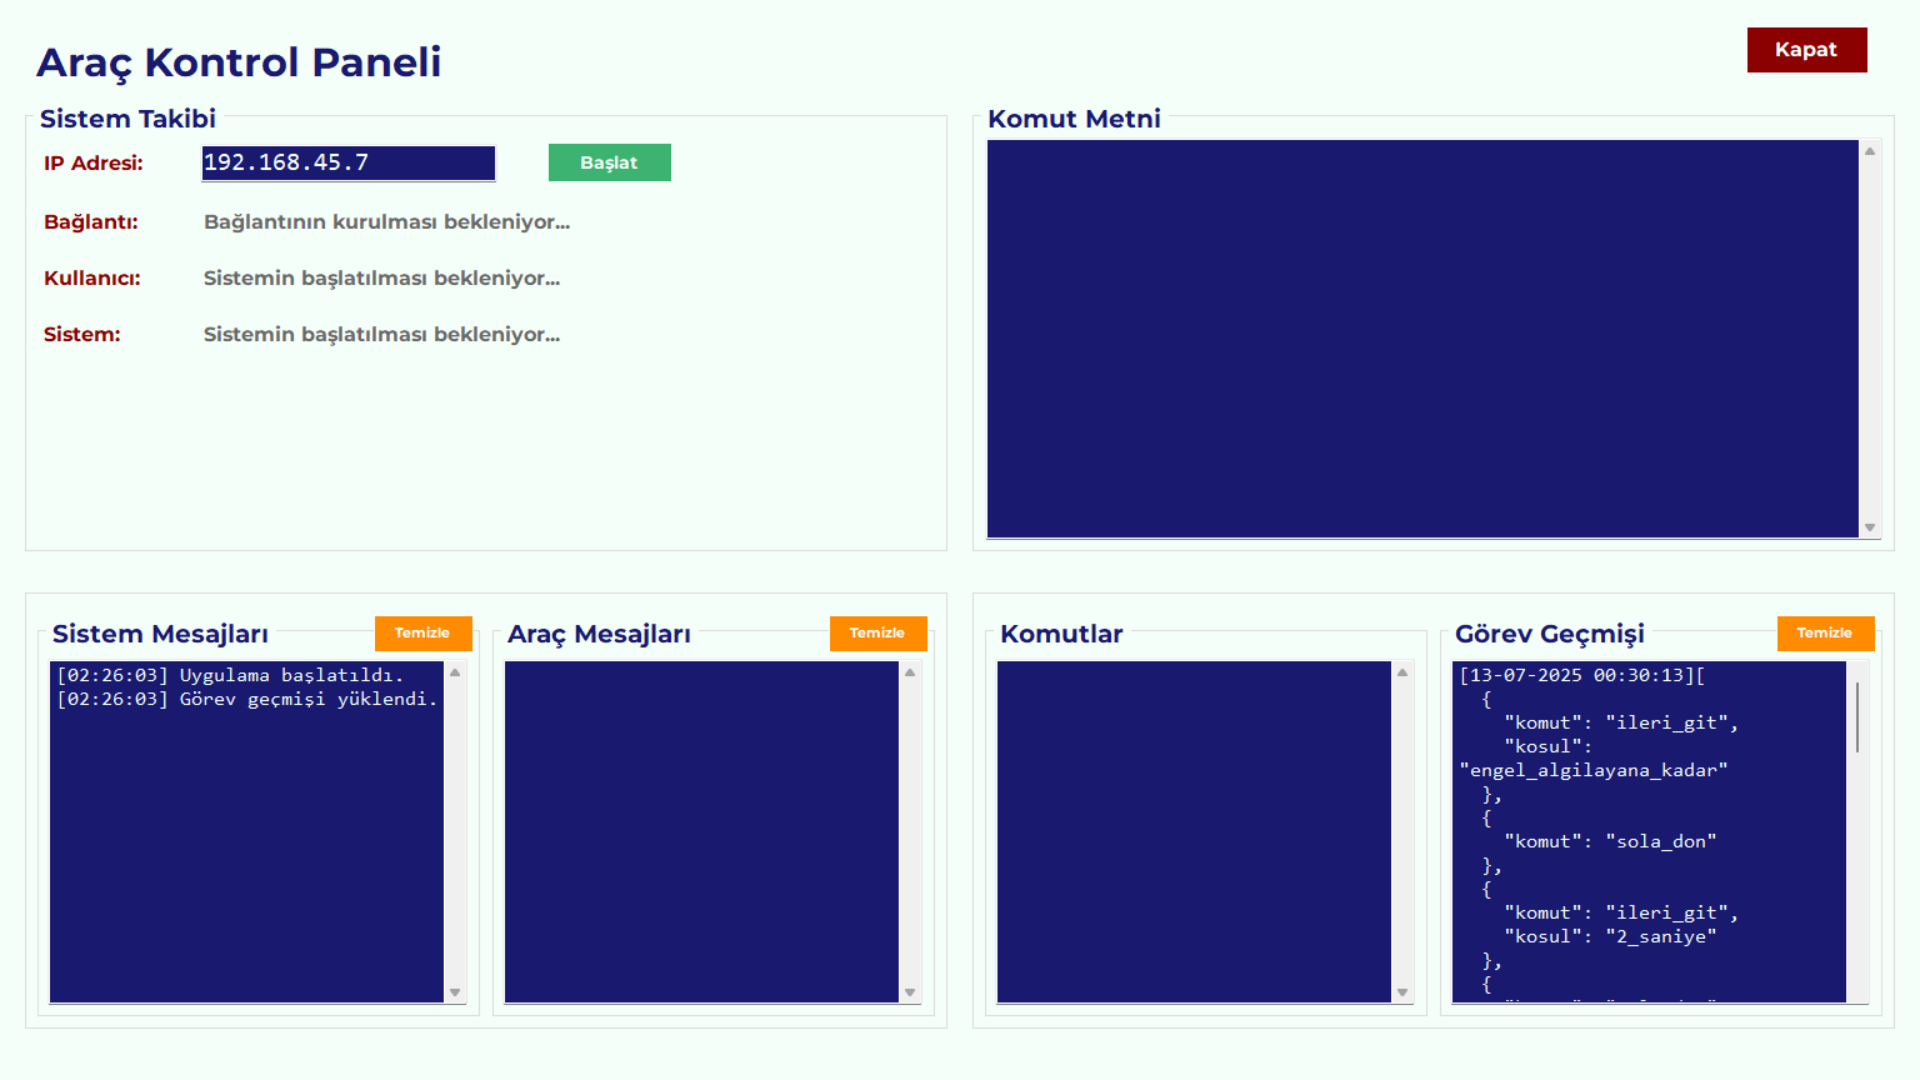 Araç Kontrol Paneli
Kapat
Sistem Takibi
IP Adresi: 192.168.45.7 Başlat
Bağlantı: Bağlantının kurulması bekleniyor...
Kullanıcı: Sistemin başlatılması bekleniyor...
Sistem: Sistemin başlatılması bekleniyor...
Komut Metni
Sistem Mesajları Temizle
[02:26:03] Uygulama başlatıldı.
[02:26:03] Görev geçmişi yüklendi.
Araç Mesajları Temizle
Komutlar
Görev Geçmişi Temizle
[13-07-2025 00:30:13][
{
"komut": "ileri_git",
"kosul":
"engel_algilayana_kadar"
},
{
"komut": "sola_don"
},
{
"komut": "ileri_git",
"kosul": "2_saniye"
},
{